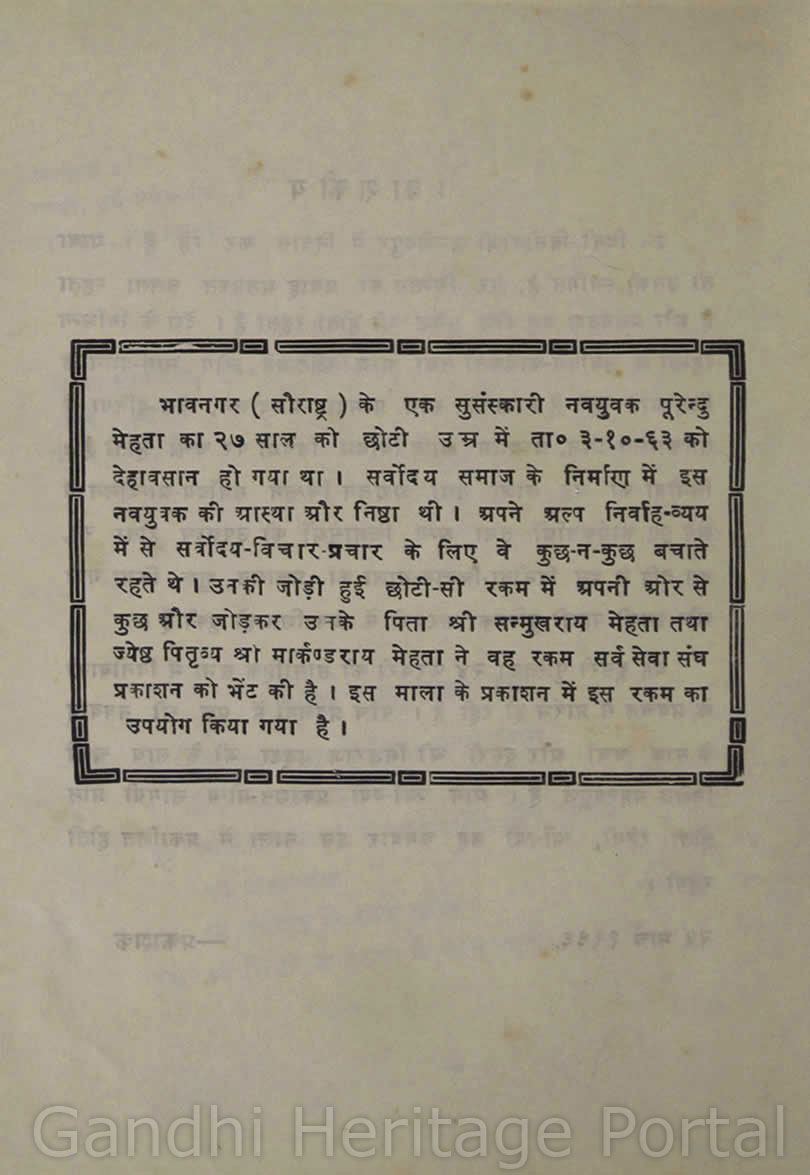 भावनगर ( सौराष्ट्र ) के एक सुसंस्कारी नवयुवक पूरेन्दु
मेहता का २७ साल को छोटी उम्र में ता० ३-१०-६३ को
देहावसान हो गया था । सर्वोदय समाज के निर्माण में इस
नवयुवक की आस्था और निष्ठा थी । अपने अल्प निर्वाह-व्यय
में से सर्वोदय-विचार-प्रचार के लिए वे कुछ-न-कुछ बचाते
रहते थे । उनकी जोड़ी हुई छोटी-सी रकम में अपनी ओर से
कुछ और जोड़कर उनके पिता श्री सन्मुखराय मेहता तथा
ज्येष्ठ पितृव्य श्री मार्कण्डराय मेहता ने वह रकम सर्व सेवा संघ
प्रकाशन को भेंट की है । इस माला के प्रकाशन में इस रकम का
उपयोग किया गया है ।
Gandhi Heritage Portal